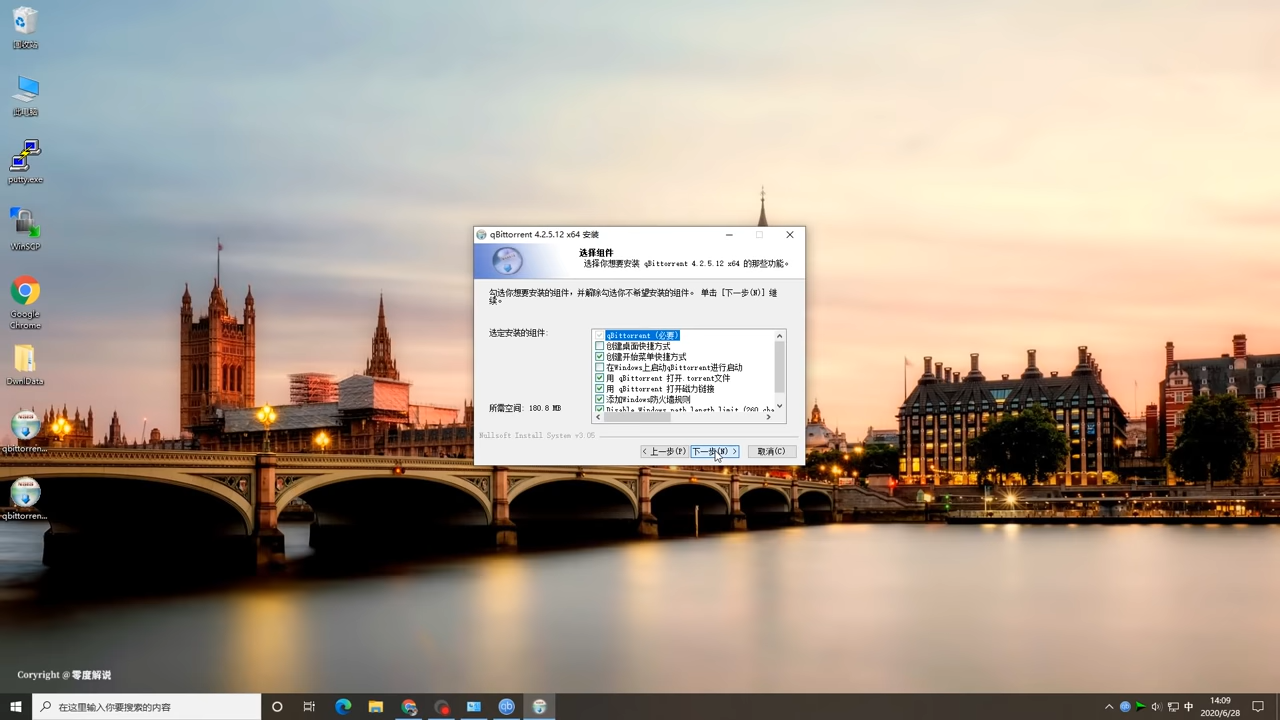 回收站
此电脑
putty.exe
WinSCP
Google
Chrome
DwnlData
qbittorren...
qbittorren...
qBittorrent 4.2.5.12 x64 安装
选择组件
选择你想要安装 qBittorrent 4.2.5.12 x64 的那些功能。
勾选你想要安装的组件，并解除勾选你不希望安装的组件。 单击 [下一步(N)] 继
续。
选定安装的组件:
qBittorrent (必要)
创建桌面快捷方式
创建开始菜单快捷方式
在Windows上启动qBittorrent进行启动
用 qBittorrent 打开.torrent文件
用 qBittorrent 打开磁力链接
添加Windows防火墙规则
Disable Windows path length limit (260 cha
所需空间: 180.8 MB
Nullsoft Install System v3.05
< 上一步(P)
下一步(N) >
取消(C)
Coryright @ 零度解说
在这里输入你要搜索的内容
qb
中
14:09
2020/6/28